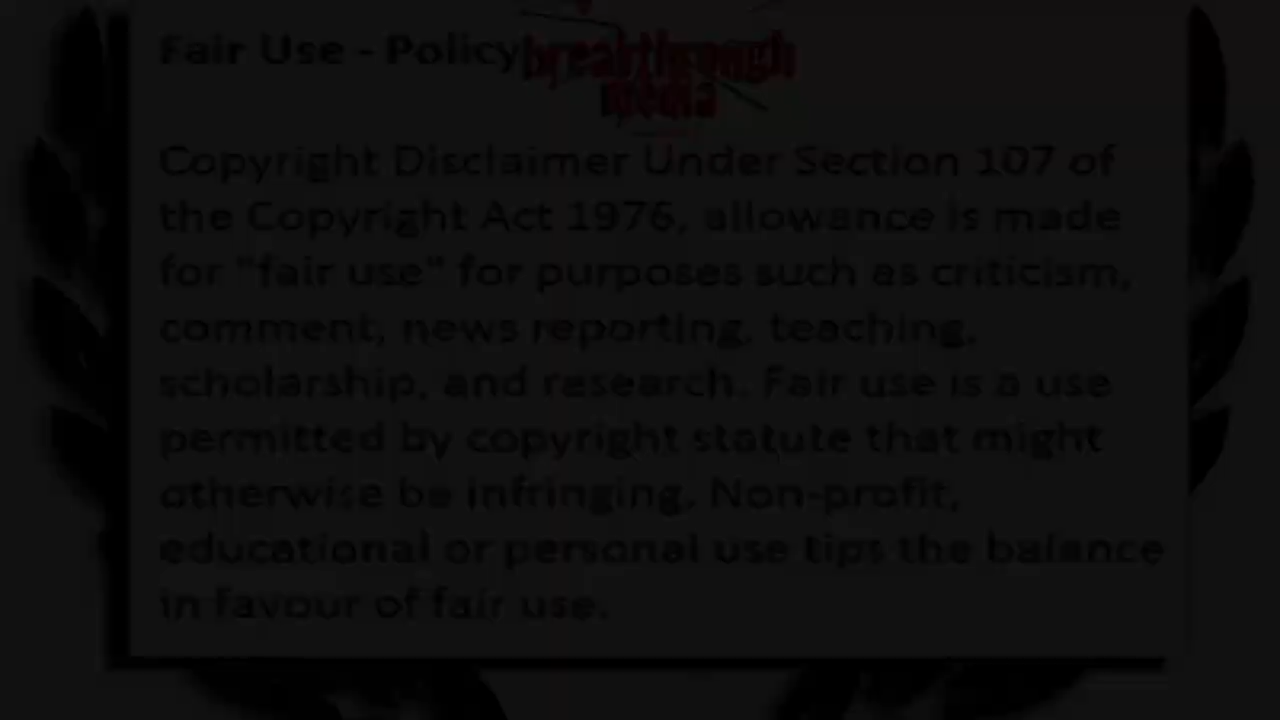 Fair Use - Policy
breakthrough
media
Copyright Disclaimer Under Section 107 of
the Copyright Act 1976, allowance is made
for "fair use" for purposes such as criticism,
comment, news reporting, teaching,
scholarship, and research. Fair use is a use
permitted by copyright statute that might
otherwise be infringing. Non-profit,
educational or personal use tips the balance
in favour of fair use.